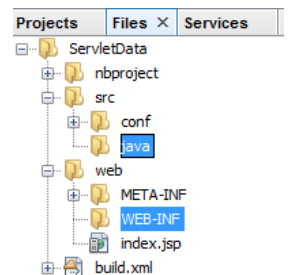 Projects Files × Services
ServletData
nbproject
src
conf
java
web
META-INF
WEB-INF
index.jsp
build.xml